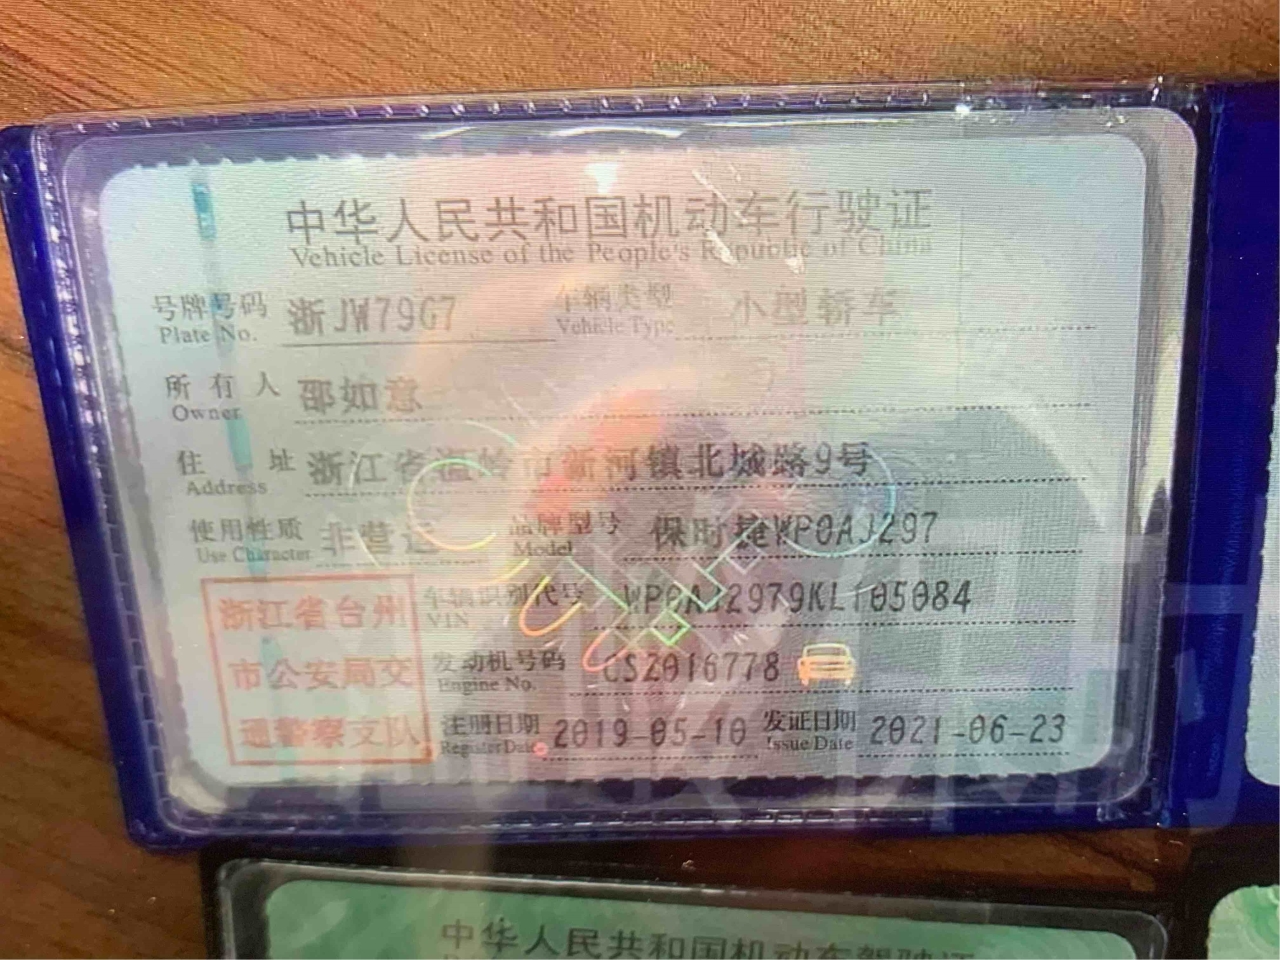 中华人民共和国机动车行驶证
Vehicle License of the People's Republic of China
号牌号码 浙JW79G7 车辆类型 小型轿车
Plate No. Vehicle Type
所有人 邵如意
Owner
住址 浙江省温岭市新河镇北城路9号
Address
使用性质 非营运 品牌型号 保时捷WP0AJ297
Use Character Model
浙江省台州 车辆识别代号 WP0AJ2979KL105084
VIN
市公安局交 发动机号码 CSZ016778
Engine No.
通警察支队 注册日期 2019-05-10 发证日期 2021-06-23
Register Date Issue Date
中华人民共和国机动车驾驶证